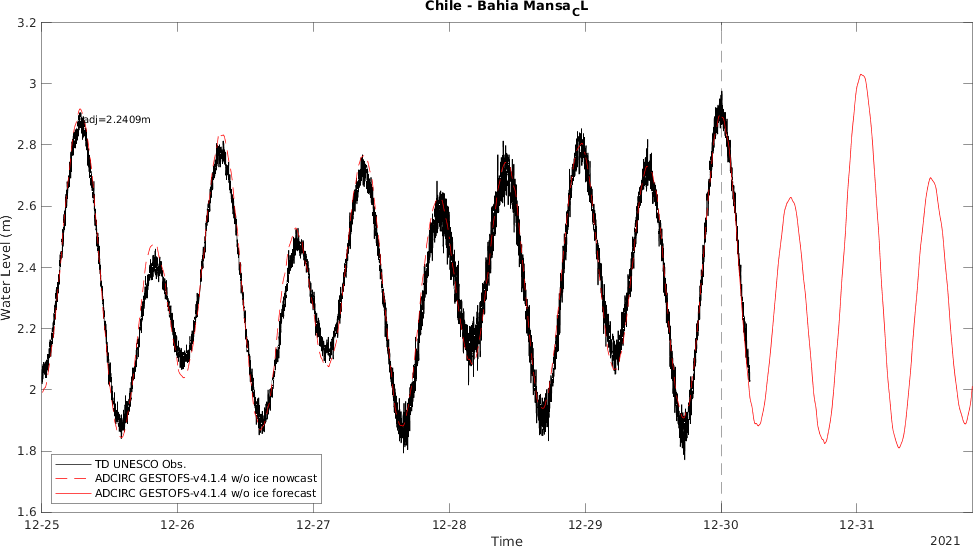 Chile - Bahia Mansa_CL
3.2
3
2.8
2.6
2.4
2.2
2
1.8
1.6
Water Level (m)
adj=2.2409m
TD UNESCO Obs.
ADCIRC GESTOFS-v4.1.4 w/o ice nowcast
ADCIRC GESTOFS-v4.1.4 w/o ice forecast
12-25 12-26 12-27 12-28 12-29 12-30 12-31
Time
2021